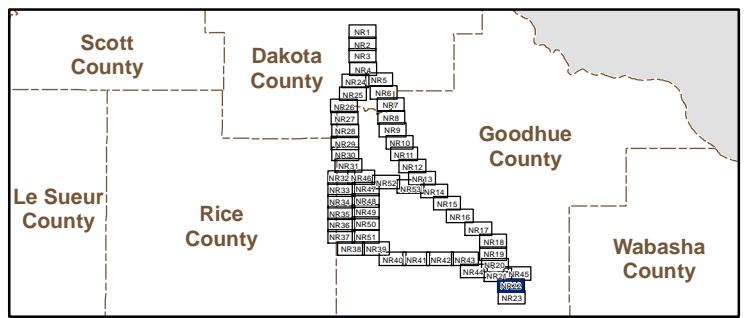 Scott
County
Dakota
County
Goodhue
County
Le Sueur
County
Rice
County
Wabasha
County
NR1
NR2
NR3
NR4
NR24 NR5
NR25 NR6
NR26 NR7
NR27 NR8
NR28 NR9
NR29 NR10
NR30 NR11
NR31 NR12
NR32 NR46 NR52 NR13
NR33 NR47 NR53 NR14
NR34 NR48 NR15
NR35 NR49 NR16
NR36 NR50 NR17
NR37 NR51 NR18
NR38 NR39 NR19
NR40 NR41 NR42 NR43 NR20
NR44 NR21 NR45
NR22
NR23